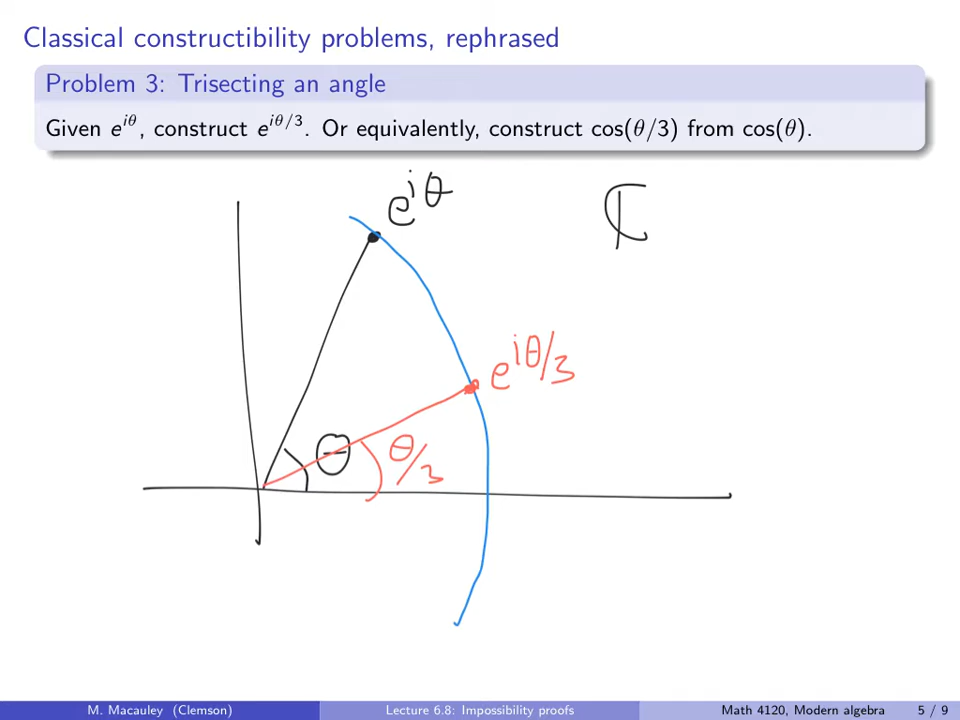 Classical constructibility problems, rephrased
Problem 3: Trisecting an angle
Given e^{iθ}, construct e^{iθ/3}. Or equivalently, construct cos(θ/3) from cos(θ).
e^{iθ}
ℂ
e^{iθ/3}
θ
θ/3
M. Macauley (Clemson)
Lecture 6.8: Impossibility proofs
Math 4120, Modern algebra
5 / 9